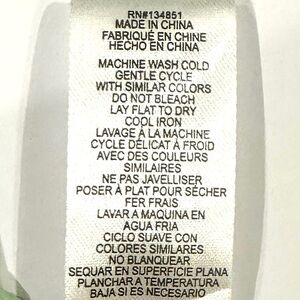 RN#134851
MADE IN CHINA
FABRIQUÉ EN CHINE
HECHO EN CHINA
MACHINE WASH COLD
GENTLE CYCLE
WITH SIMILAR COLORS
DO NOT BLEACH
LAY FLAT TO DRY
COOL IRON
LAVAGE À LA MACHINE
CYCLE DÉLICAT À FROID
AVEC DES COULEURS
SIMILAIRES
NE PAS JAVELLISER
POSER À PLAT POUR SÉCHER
FER FRAIS
LAVAR A MAQUINA EN
AGUA FRIA
CICLO SUAVE CON
COLORES SIMILARES
NO BLANQUEAR
SEQUAR EN SUPERFICIE PLANA
PLANCHAR A TEMPERATURA
BAJA SI ES NECESARIO